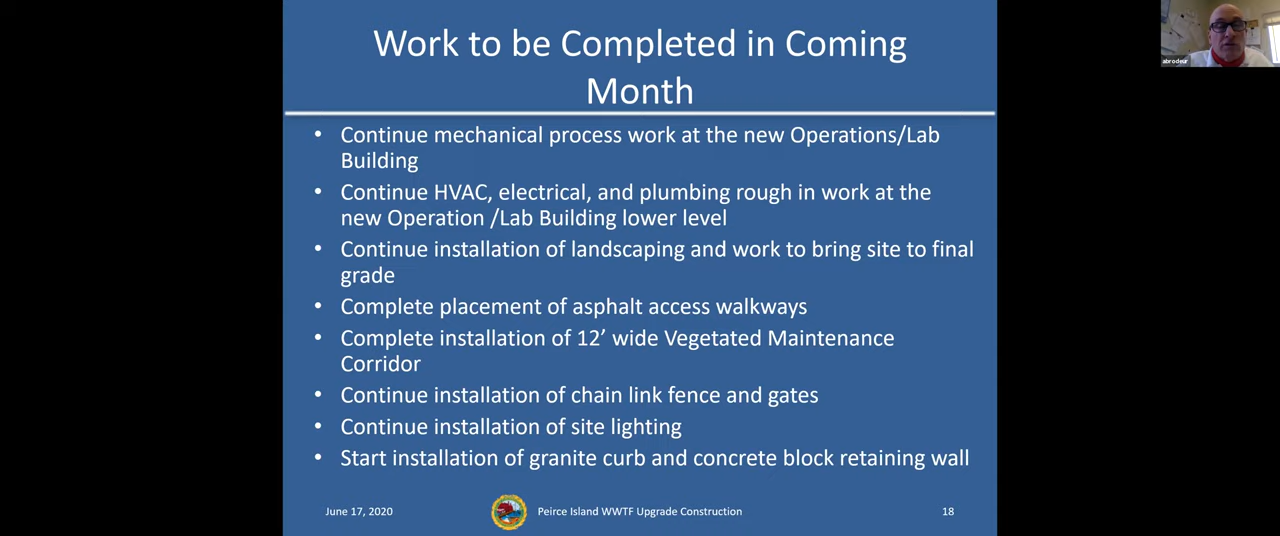 Work to be Completed in Coming
Month
• Continue mechanical process work at the new Operations/Lab
Building
• Continue HVAC, electrical, and plumbing rough in work at the
new Operation /Lab Building lower level
• Continue installation of landscaping and work to bring site to final
grade
• Complete placement of asphalt access walkways
• Complete installation of 12’ wide Vegetated Maintenance
Corridor
• Continue installation of chain link fence and gates
• Continue installation of site lighting
• Start installation of granite curb and concrete block retaining wall
June 17, 2020
Peirce Island WWTF Upgrade Construction
18
abrodeur